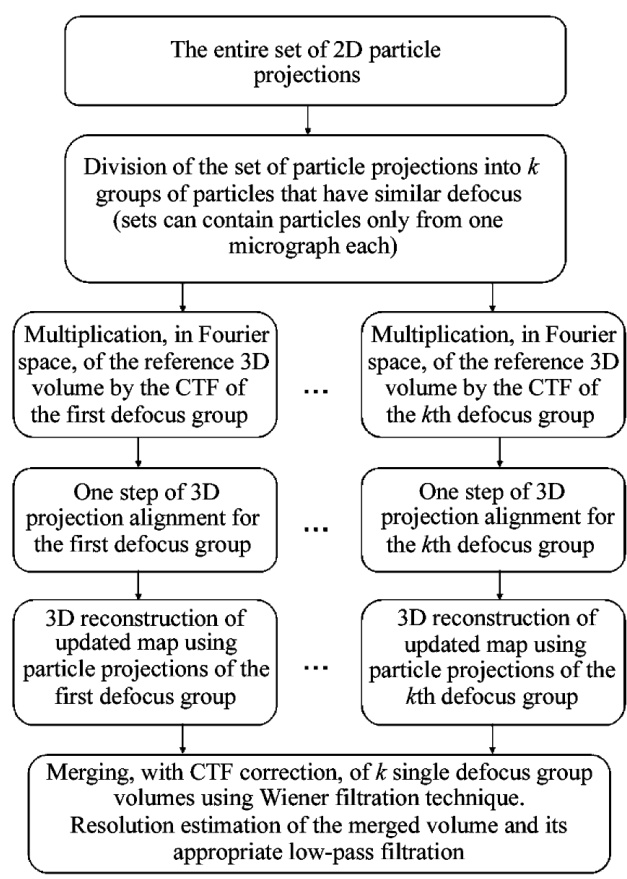 The entire set of 2D particle
projections
Division of the set of particle projections into k
groups of particles that have similar defocus
(sets can contain particles only from one
micrograph each)
Multiplication, in Fourier
space, of the reference 3D
volume by the CTF of
the first defocus group
...
Multiplication, in Fourier
space, of the reference 3D
volume by the CTF of
the kth defocus group
One step of 3D
projection alignment for
the first defocus group
...
One step of 3D
projection alignment for
the kth defocus group
3D reconstruction of
updated map using
particle projections of the
first defocus group
...
3D reconstruction of
updated map using
particle projections of the
kth defocus group
Merging, with CTF correction, of k single defocus group
volumes using Wiener filtration technique.
Resolution estimation of the merged volume and its
appropriate low-pass filtration